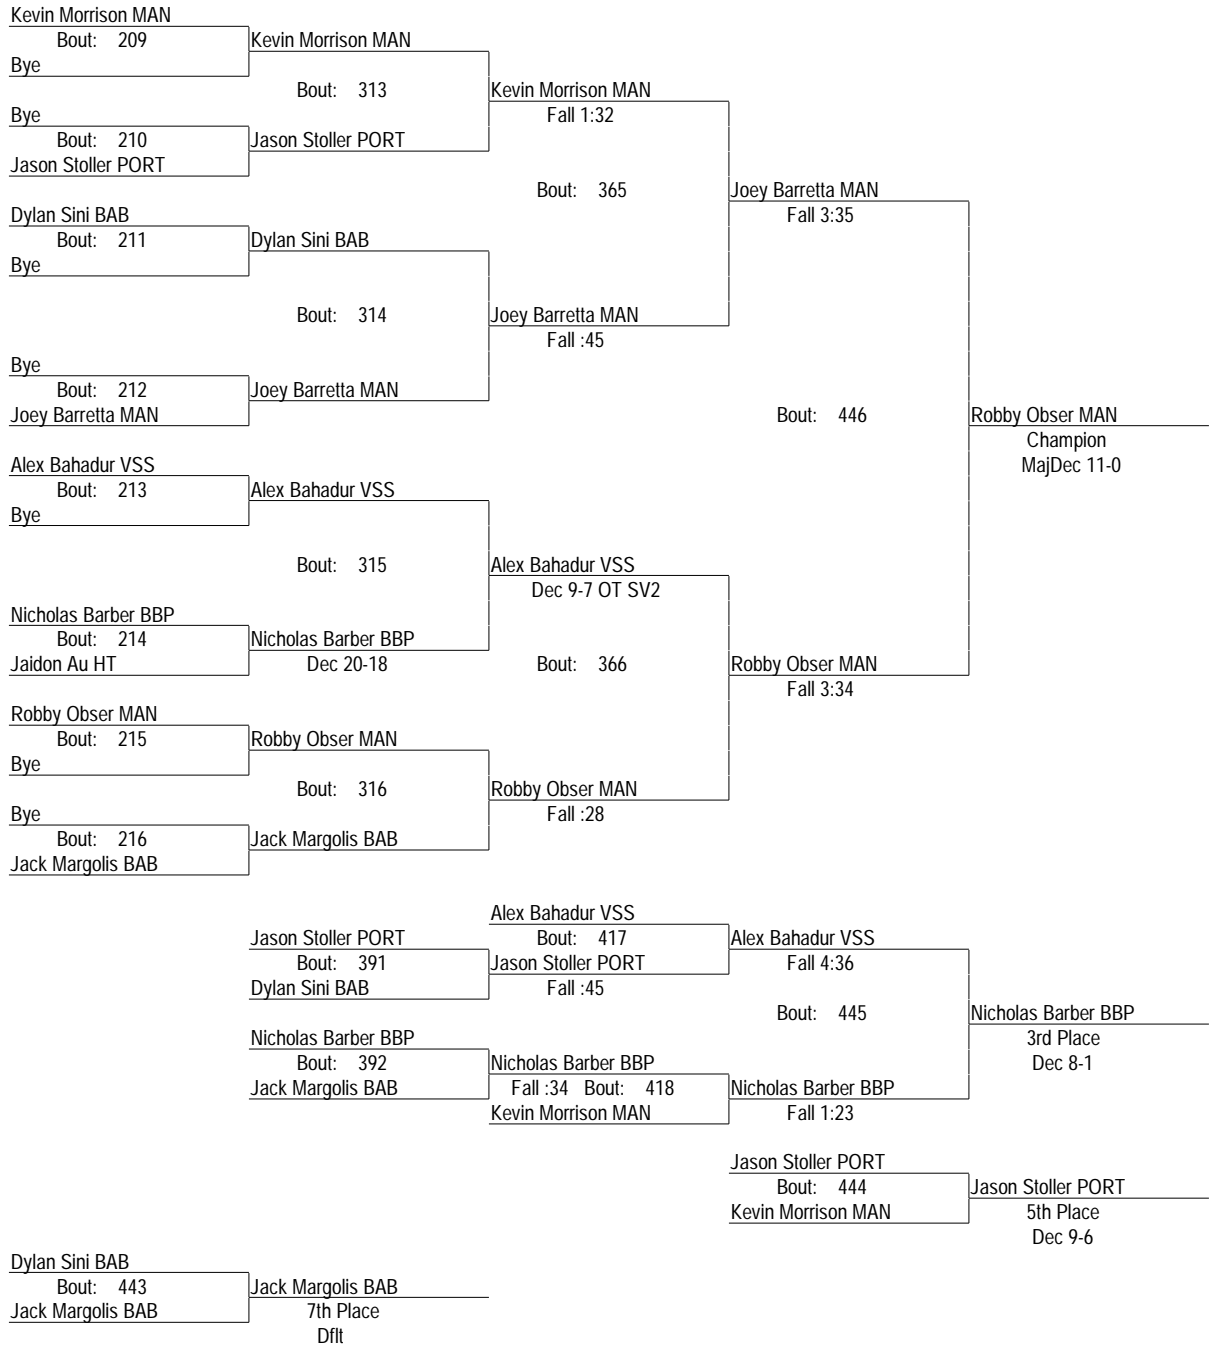 Kevin Morrison MAN
Bout: 209
Kevin Morrison MAN
Bye
Bout: 313
Kevin Morrison MAN
Bye
Fall 1:32
Bout: 210
Jason Stoller PORT
Jason Stoller PORT
Bout: 365
Joey Barretta MAN
Dylan Sini BAB
Fall 3:35
Bout: 211
Dylan Sini BAB
Bye
Bout: 314
Joey Barretta MAN
Fall :45
Bye
Bout: 212
Joey Barretta MAN
Joey Barretta MAN
Bout: 446
Robby Obser MAN
Champion
MajDec 11-0
Alex Bahadur VSS
Bout: 213
Alex Bahadur VSS
Bye
Bout: 315
Alex Bahadur VSS
Dec 9-7 OT SV2
Nicholas Barber BBP
Bout: 214
Nicholas Barber BBP
Jaidon Au HT
Dec 20-18
Bout: 366
Robby Obser MAN
Fall 3:34
Robby Obser MAN
Bout: 215
Robby Obser MAN
Bye
Bout: 316
Robby Obser MAN
Bye
Fall :28
Bout: 216
Jack Margolis BAB
Jack Margolis BAB
Alex Bahadur VSS
Jason Stoller PORT
Bout: 417
Alex Bahadur VSS
Bout: 391
Jason Stoller PORT
Fall 4:36
Dylan Sini BAB
Fall :45
Bout: 445
Nicholas Barber BBP
Nicholas Barber BBP
3rd Place
Bout: 392
Nicholas Barber BBP
Dec 8-1
Jack Margolis BAB
Fall :34 Bout: 418
Nicholas Barber BBP
Kevin Morrison MAN
Fall 1:23
Jason Stoller PORT
Bout: 444
Jason Stoller PORT
Kevin Morrison MAN
5th Place
Dec 9-6
Dylan Sini BAB
Bout: 443
Jack Margolis BAB
Jack Margolis BAB
7th Place
Dflt